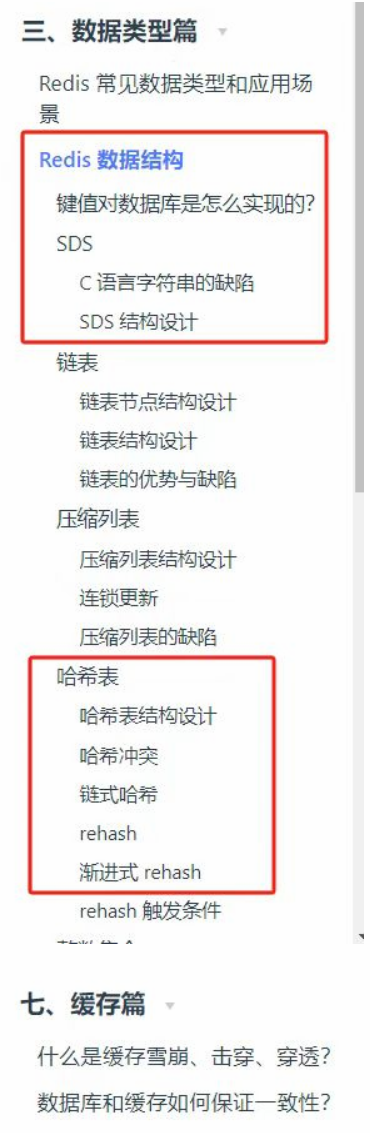 三、数据类型篇
Redis 常见数据类型和应用场
景
Redis 数据结构
键值对数据库是怎么实现的?
SDS
C 语言字符串的缺陷
SDS 结构设计
链表
链表节点结构设计
链表结构设计
链表的优势与缺陷
压缩列表
压缩列表结构设计
连锁更新
压缩列表的缺陷
哈希表
哈希表结构设计
哈希冲突
链式哈希
rehash
渐进式 rehash
rehash 触发条件
七、缓存篇
什么是缓存雪崩、击穿、穿透?
数据库和缓存如何保证一致性?